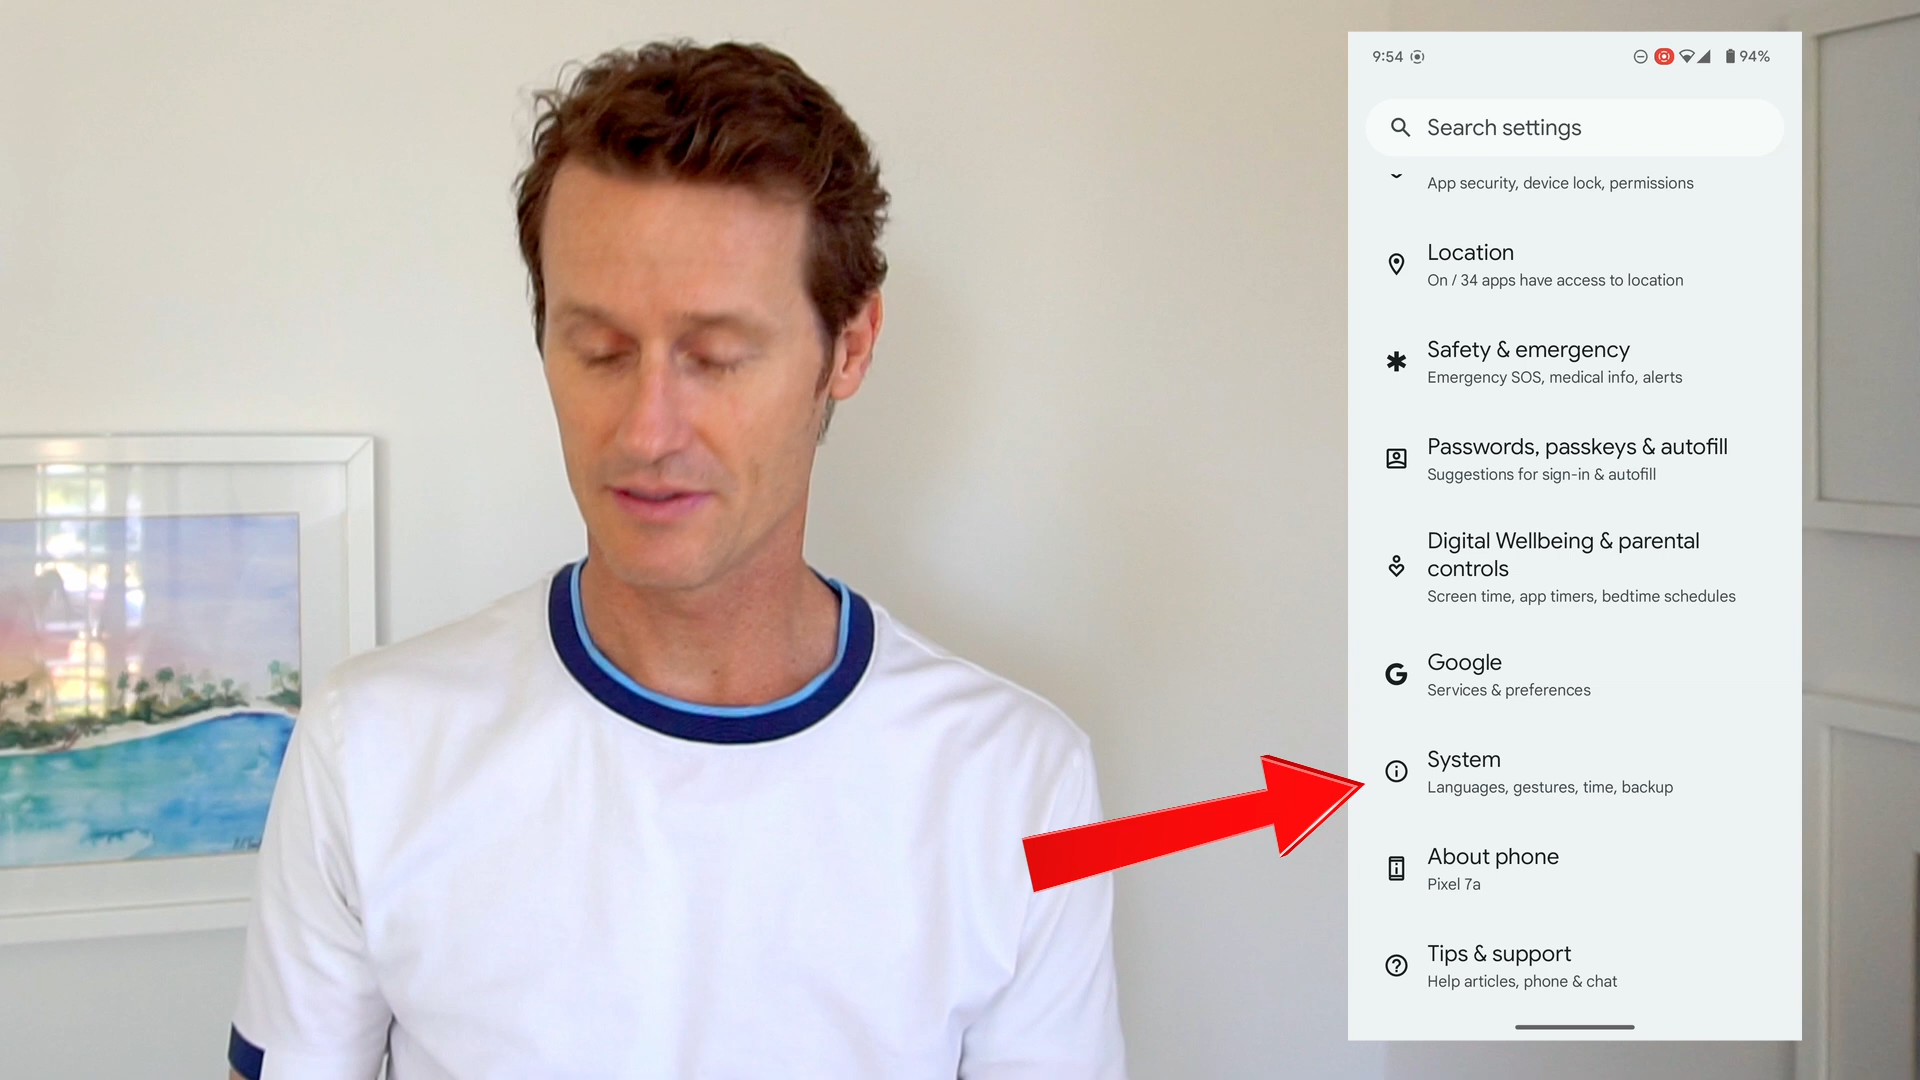 9:54 94%
Search settings
App security, device lock, permissions
Location
On / 34 apps have access to location
Safety & emergency
Emergency SOS, medical info, alerts
Passwords, passkeys & autofill
Suggestions for sign-in & autofill
Digital Wellbeing & parental
controls
Screen time, app timers, bedtime schedules
Google
Services & preferences
System
Languages, gestures, time, backup
About phone
Pixel 7a
Tips & support
Help articles, phone & chat